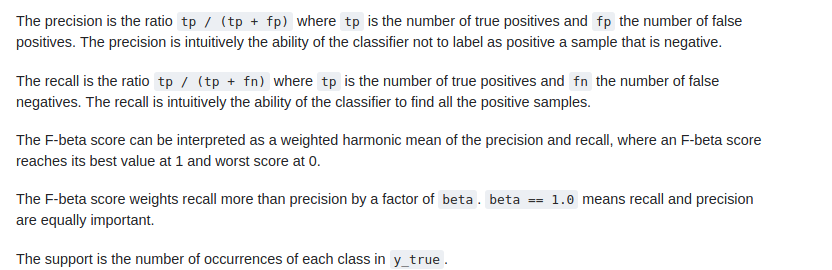 The precision is the ratio tp / (tp + fp) where tp is the number of true positives and fp the number of false
positives. The precision is intuitively the ability of the classifier not to label as positive a sample that is negative.
The recall is the ratio tp / (tp + fn) where tp is the number of true positives and fn the number of false
negatives. The recall is intuitively the ability of the classifier to find all the positive samples.
The F-beta score can be interpreted as a weighted harmonic mean of the precision and recall, where an F-beta score
reaches its best value at 1 and worst score at 0.
The F-beta score weights recall more than precision by a factor of beta. beta == 1.0 means recall and precision
are equally important.
The support is the number of occurrences of each class in y_true.